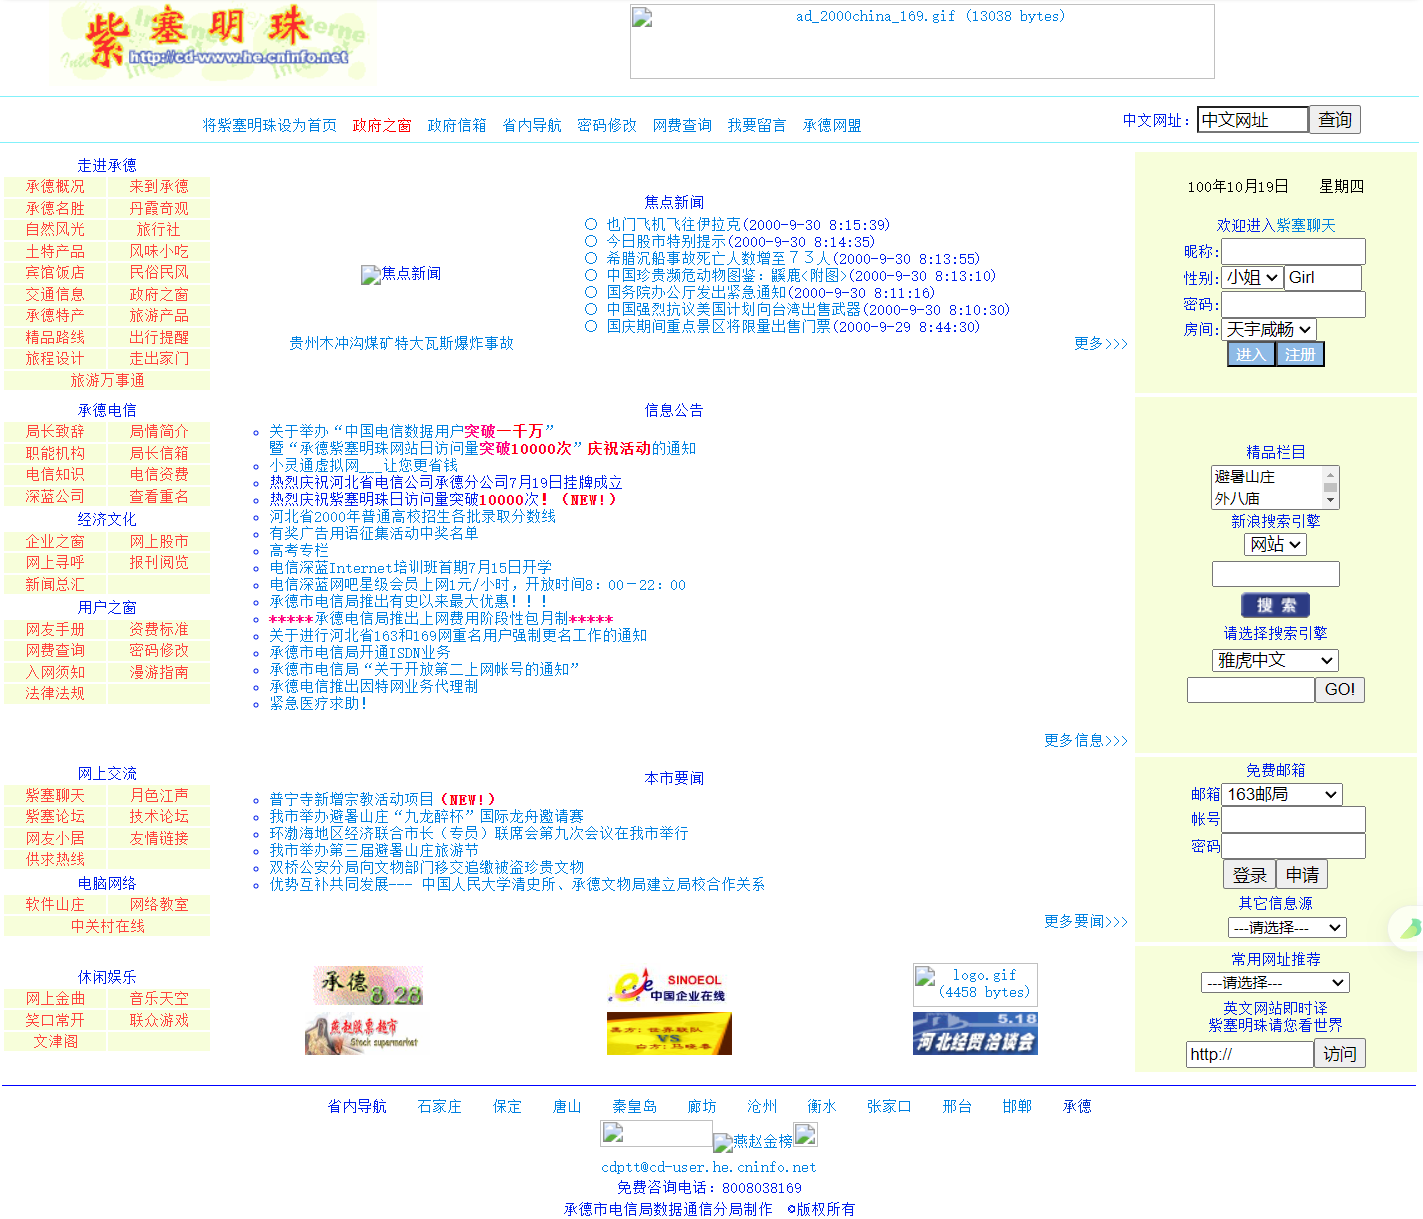 紫塞明珠
http://cd-www.he.cninfo.net
ad_2000china_169.gif (13038 bytes)
将紫塞明珠设为首页 政府之窗 政府信箱 省内导航 密码修改 网费查询 我要留言 承德网盟
中文网址: 中文网址 查询
走进承德
承德概况 来到承德
承德名胜 丹霞奇观
自然风光 旅行社
土特产品 风味小吃
宾馆饭店 民俗民风
交通信息 政府之窗
承德特产 旅游产品
精品路线 出行提醒
旅程设计 走出家门
旅游万事通
承德电信
局长致辞 局情简介
职能机构 局长信箱
电信知识 电信资费
深蓝公司 查看重名
经济文化
企业之窗 网上股市
网上寻呼 报刊阅览
新闻总汇
用户之窗
网友手册 资费标准
网费查询 密码修改
入网须知 漫游指南
法律法规
网上交流
紫塞聊天 月色江声
紫塞论坛 技术论坛
网友小居 友情链接
供求热线
电脑网络
软件山庄 网络教室
中关村在线
休闲娱乐
网上金曲 音乐天空
笑口常开 联众游戏
文津阁
焦点新闻
焦点新闻
贵州木冲沟煤矿特大瓦斯爆炸事故
也门飞机飞往伊拉克(2000-9-30 8:15:39)
今日股市特别提示(2000-9-30 8:14:35)
希腊沉船事故死亡人数增至７３人(2000-9-30 8:13:55)
中国珍贵濒危动物图鉴：鼷鹿<附图>(2000-9-30 8:13:10)
国务院办公厅发出紧急通知(2000-9-30 8:11:16)
中国强烈抗议美国计划向台湾出售武器(2000-9-30 8:10:30)
国庆期间重点景区将限量出售门票(2000-9-29 8:44:30)
更多>>>
信息公告
关于举办“中国电信数据用户突破一千万”
暨“承德紫塞明珠网站日访问量突破10000次”庆祝活动的通知
小灵通虚拟网___让您更省钱
热烈庆祝河北省电信公司承德分公司7月19日挂牌成立
热烈庆祝紫塞明珠日访问量突破10000次！（NEW!）
河北省2000年普通高校招生各批录取分数线
有奖广告用语征集活动中奖名单
高考专栏
电信深蓝Internet培训班首期7月15日开学
电信深蓝网吧星级会员上网1元/小时，开放时间8：00－22：00
承德市电信局推出有史以来最大优惠！！！
*****承德电信局推出上网费用阶段性包月制*****
关于进行河北省163和169网重名用户强制更名工作的通知
承德市电信局开通ISDN业务
承德市电信局“关于开放第二上网帐号的通知”
承德电信推出因特网业务代理制
紧急医疗求助！
更多信息>>>
本市要闻
普宁寺新增宗教活动项目（NEW!）
我市举办避暑山庄“九龙醉杯”国际龙舟邀请赛
环渤海地区经济联合市长（专员）联席会第九次会议在我市举行
我市举办第三届避暑山庄旅游节
双桥公安分局向文物部门移交追缴被盗珍贵文物
优势互补共同发展--- 中国人民大学清史所、承德文物局建立局校合作关系
更多要闻>>>
承德 8.28
SINOEOL
中国企业在线
logo.gif
(4458 bytes)
燕赵股票超市
Stock supermarket
黑方：世界联队
VS
白方：马晓春
5.18
河北经贸洽谈会
100年10月19日 星期四
欢迎进入紫塞聊天
昵称:
性别: 小姐 Girl
密码:
房间: 天宇咸畅
进入 注册
精品栏目
避暑山庄
外八庙
新浪搜索引擎
网站
搜 索
请选择搜索引擎
雅虎中文
GO!
免费邮箱
邮箱 163邮局
帐号
密码
登录 申请
其它信息源
---请选择---
常用网址推荐
---请选择---
英文网站即时译
紫塞明珠请您看世界
http:// 访问
省内导航 石家庄 保定 唐山 秦皇岛 廊坊 沧州 衡水 张家口 邢台 邯郸 承德
燕赵金榜
cdptt@cd-user.he.cninfo.net
免费咨询电话：8008038169
承德市电信局数据通信分局制作 ©版权所有